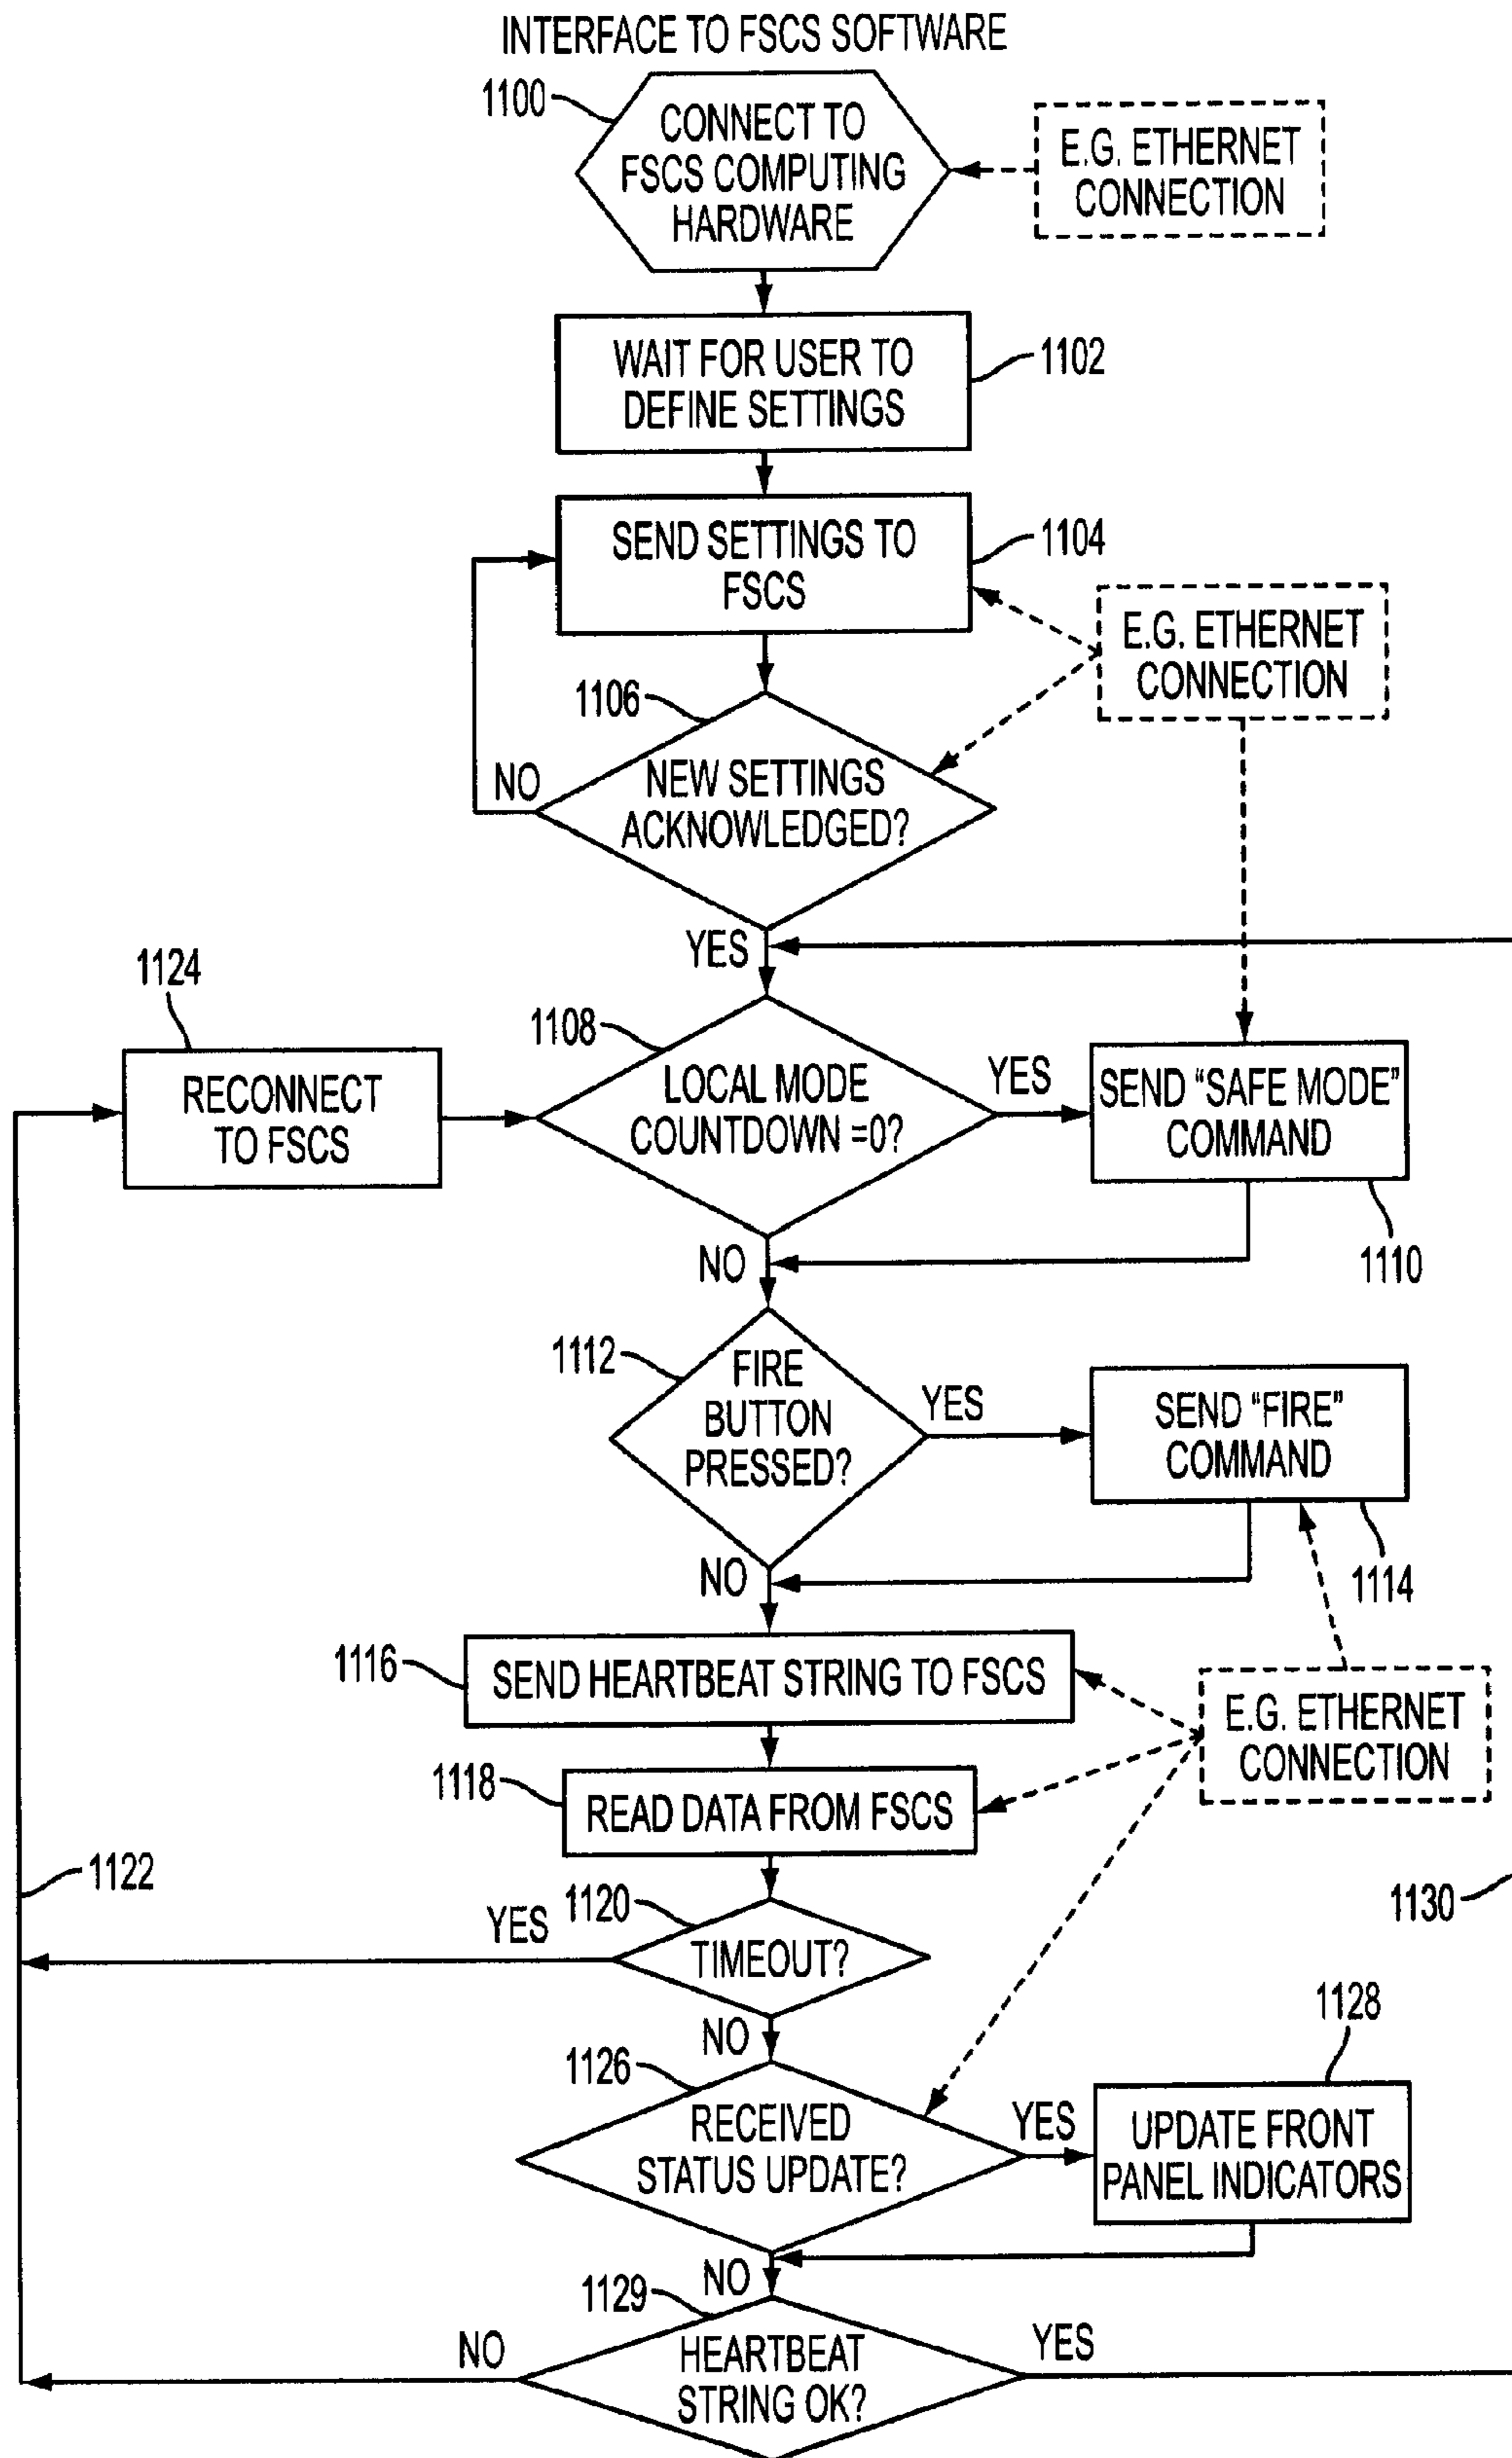 INTERFACE TO FSCS SOFTWARE
1100
CONNECT TO
FSCS COMPUTING
HARDWARE
E.G. ETHERNET
CONNECTION
WAIT FOR USER TO
DEFINE SETTINGS
1102
SEND SETTINGS TO
FSCS
1104
E.G. ETHERNET
CONNECTION
1106
NEW SETTINGS
ACKNOWLEDGED?
NO
YES
1124
RECONNECT
TO FSCS
1108
LOCAL MODE
COUNTDOWN =0?
YES
SEND “SAFE MODE”
COMMAND
1110
NO
1112
FIRE
BUTTON
PRESSED?
YES
SEND “FIRE”
COMMAND
1114
NO
1116
SEND HEARTBEAT STRING TO FSCS
E.G. ETHERNET
CONNECTION
1118
READ DATA FROM FSCS
1122
1130
YES
1120
TIMEOUT?
NO
1126
RECEIVED
STATUS UPDATE?
YES
1128
UPDATE FRONT
PANEL INDICATORS
NO
1129
HEARTBEAT
STRING OK?
NO
YES